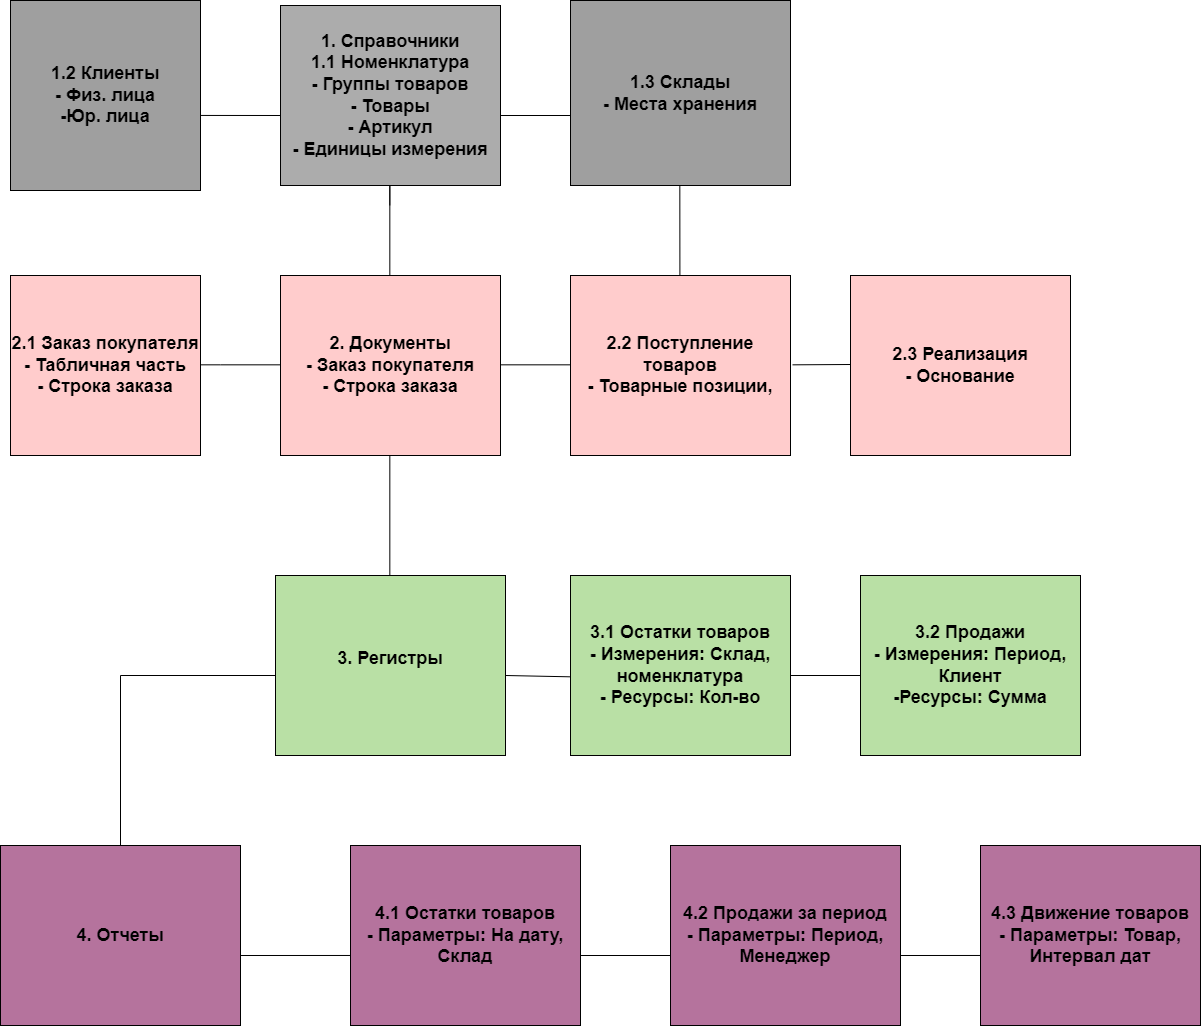 1.2 Клиенты
- Физ. лица
-Юр. лица
1. Справочники
1.1 Номенклатура
- Группы товаров
- Товары
- Артикул
- Единицы измерения
1.3 Склады
- Места хранения
2.1 Заказ покупателя
- Табличная часть
- Строка заказа
2. Документы
- Заказ покупателя
- Строка заказа
2.2 Поступление
товаров
- Товарные позиции,
2.3 Реализация
- Основание
3. Регистры
3.1 Остатки товаров
- Измерения: Склад,
номенклатура
- Ресурсы: Кол-во
3.2 Продажи
- Измерения: Период,
Клиент
-Ресурсы: Сумма
4. Отчеты
4.1 Остатки товаров
- Параметры: На дату,
Склад
4.2 Продажи за период
- Параметры: Период,
Менеджер
4.3 Движение товаров
- Параметры: Товар,
Интервал дат